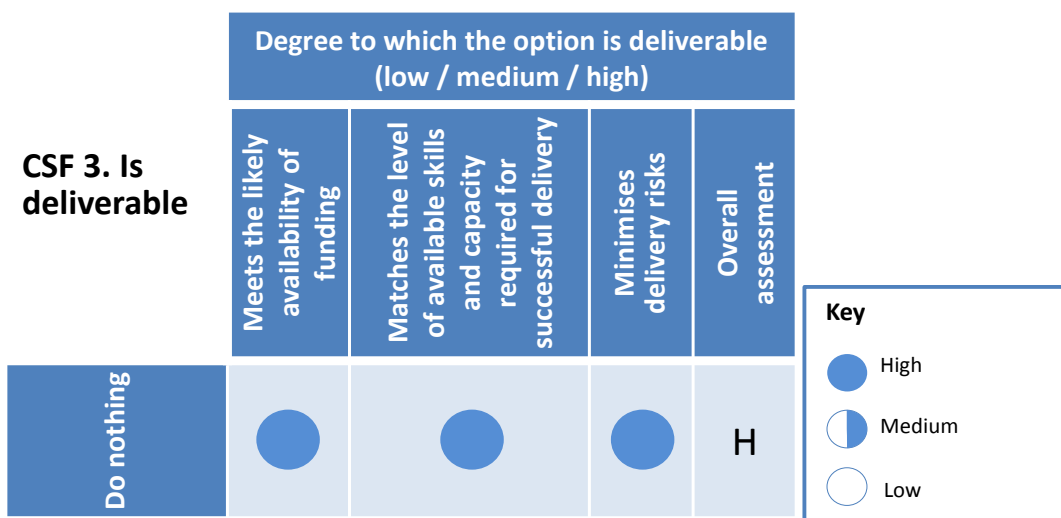 Degree to which the option is deliverable
(low / medium / high)
CSF 3. Is
deliverable
Meets the likely
availability of
funding
Matches the level
of available skills
and capacity
required for
successful delivery
Minimises
delivery risks
Overall
assessment
Do nothing
H
Key
High
Medium
Low